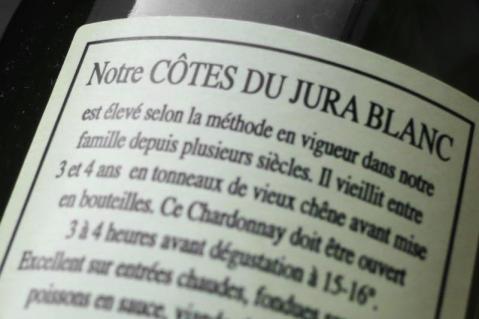 Notre CÔTES DU JURA BLANC
est élevé selon la méthode en vigueur dans notre
famille depuis plusieurs siècles. Il vieillit entre
3 et 4 ans en tonneaux de vieux chêne avant mise
en bouteilles. Ce Chardonnay doit être ouvert
3 à 4 heures avant dégustation à 15-16°.
Excellent sur entrées chaudes, fondues
poissons en sauce,